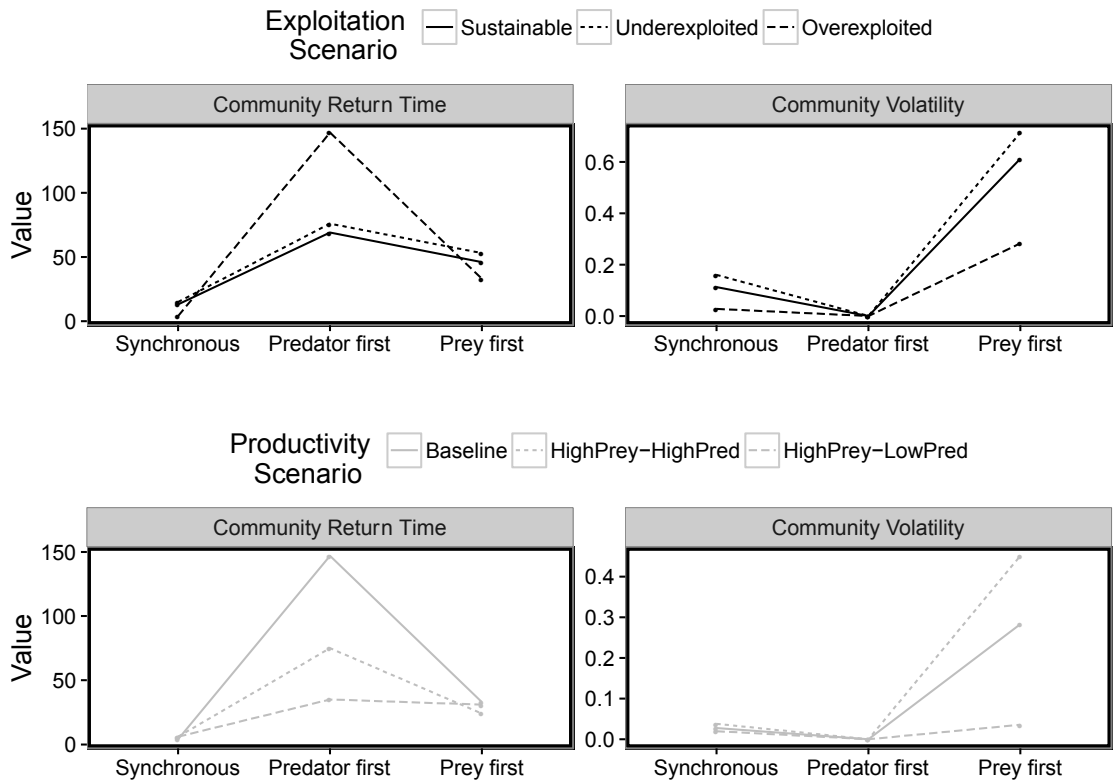 Exploitation
Scenario
Sustainable Underexploited Overexploited
Community Return Time Community Volatility
Value
150
100
50
0
0.6
0.4
0.2
0.0
Synchronous Predator first Prey first Synchronous Predator first Prey first
Productivity
Scenario
Baseline HighPrey−HighPred HighPrey−LowPred
Community Return Time Community Volatility
Value
150
100
50
0
0.4
0.3
0.2
0.1
0.0
Synchronous Predator first Prey first Synchronous Predator first Prey first